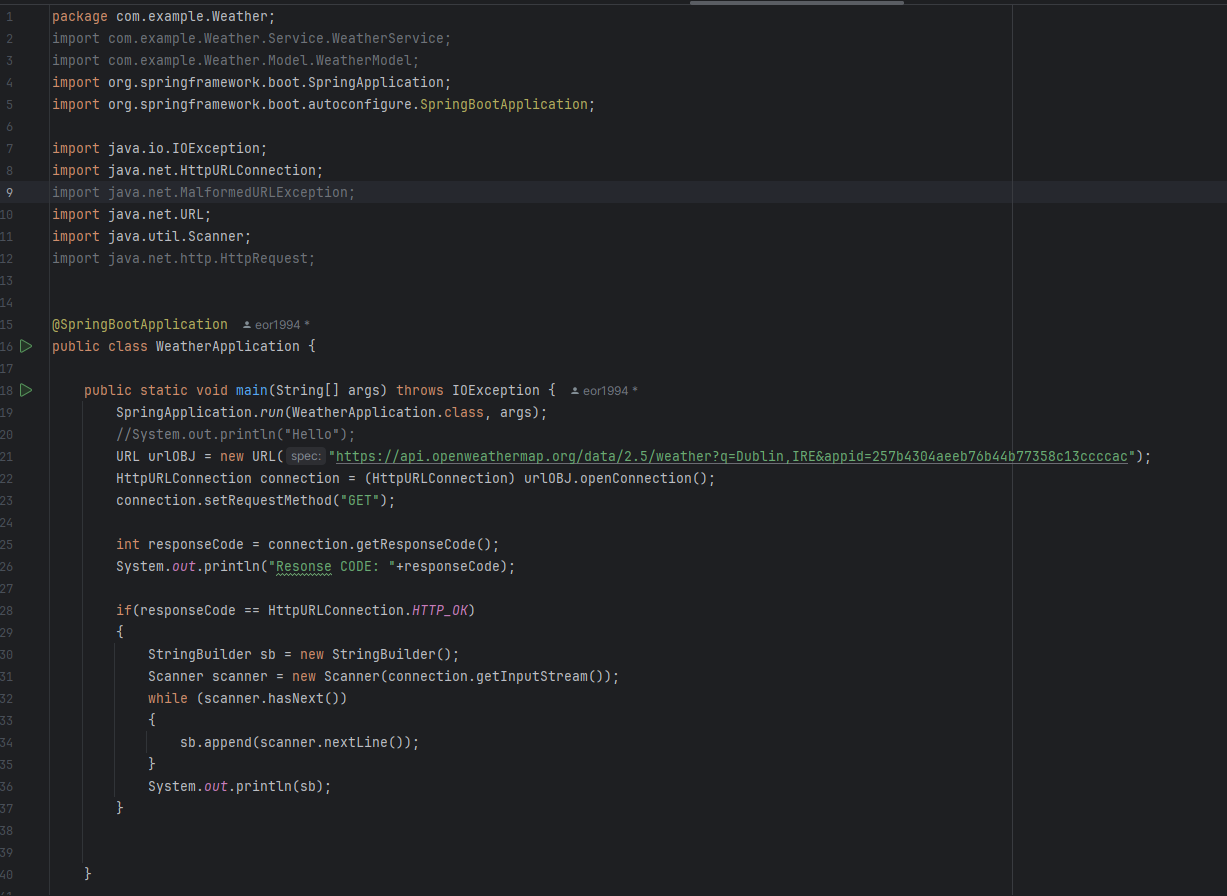 1 package com.example.Weather;
2 import com.example.Weather.Service.WeatherService;
3 import com.example.Weather.Model.WeatherModel;
4 import org.springframework.boot.SpringApplication;
5 import org.springframework.boot.autoconfigure.SpringBootApplication;
6
7 import java.io.IOException;
8 import java.net.HttpURLConnection;
9 import java.net.MalformedURLException;
10 import java.net.URL;
11 import java.util.Scanner;
12 import java.net.http.HttpRequest;
13
14
15 @SpringBootApplication eor1994 *
16 public class WeatherApplication {
17
18 public static void main(String[] args) throws IOException { eor1994 *
19 SpringApplication.run(WeatherApplication.class, args);
20 //System.out.println("Hello");
21 URL urlOBJ = new URL( spec: "https://api.openweathermap.org/data/2.5/weather?q=Dublin,IRE&appid=257b4304aeeb76b44b77358c13ccccac");
22 HttpURLConnection connection = (HttpURLConnection) urlOBJ.openConnection();
23 connection.setRequestMethod("GET");
24
25 int responseCode = connection.getResponseCode();
26 System.out.println("Resonse CODE: "+responseCode);
27
28 if(responseCode == HttpURLConnection.HTTP_OK)
29 {
30 StringBuilder sb = new StringBuilder();
31 Scanner scanner = new Scanner(connection.getInputStream());
32 while (scanner.hasNext())
33 {
34 sb.append(scanner.nextLine());
35 }
36 System.out.println(sb);
37 }
38
39
40 }